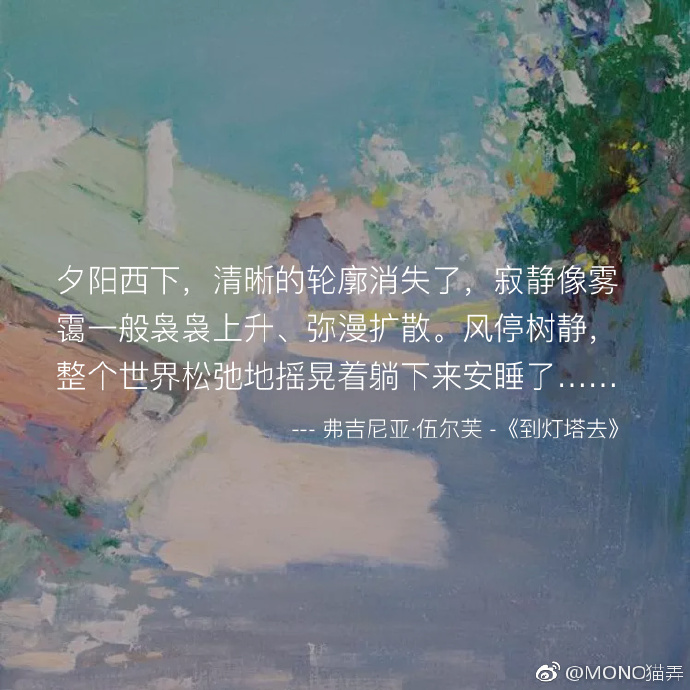 夕阳西下，清晰的轮廓消失了，寂静像雾
霭一般袅袅上升、弥漫扩散。风停树静，
整个世界松弛地摇晃着躺下来安睡了……
--- 弗吉尼亚·伍尔芙 -《到灯塔去》
@MONO猫弄